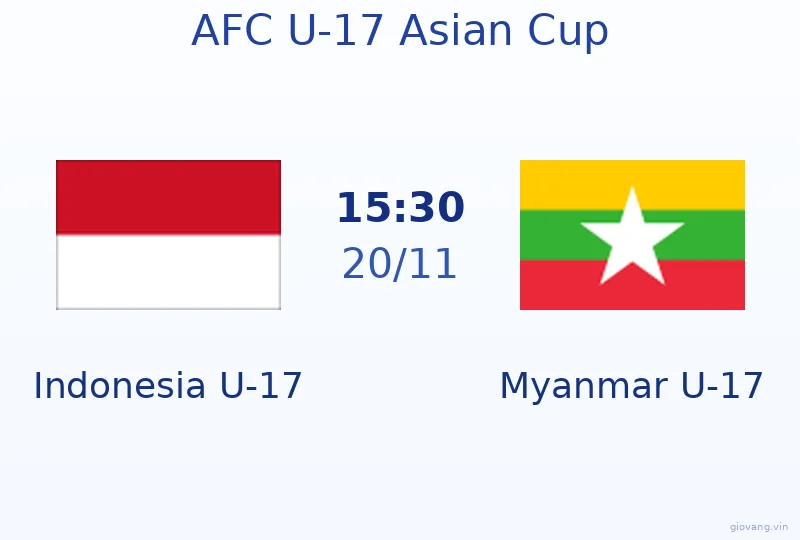 AFC U-17 Asian Cup
15:30
20/11
Indonesia U-17
Myanmar U-17
giovang.vin